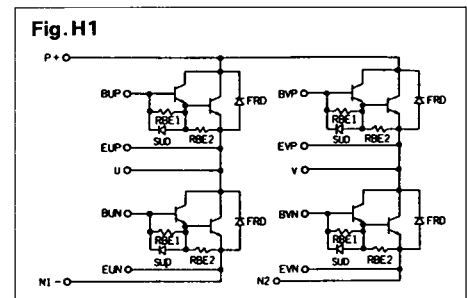 Fig.H1
P+
BUP
FRD
RBE1
SUD
RBE2
EUP
U
BUN
FRD
RBE1
SUD
RBE2
EUN
N1-
BVP
FRD
RBE1
SUD
RBE2
EVP
V
BVN
FRD
RBE1
SUD
RBE2
EVN
N2